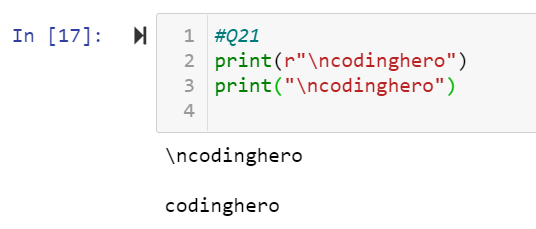 In [17]:
1 #Q21
2 print(r"\ncodinghero")
3 print("\ncodinghero")
4
\ncodinghero
codinghero